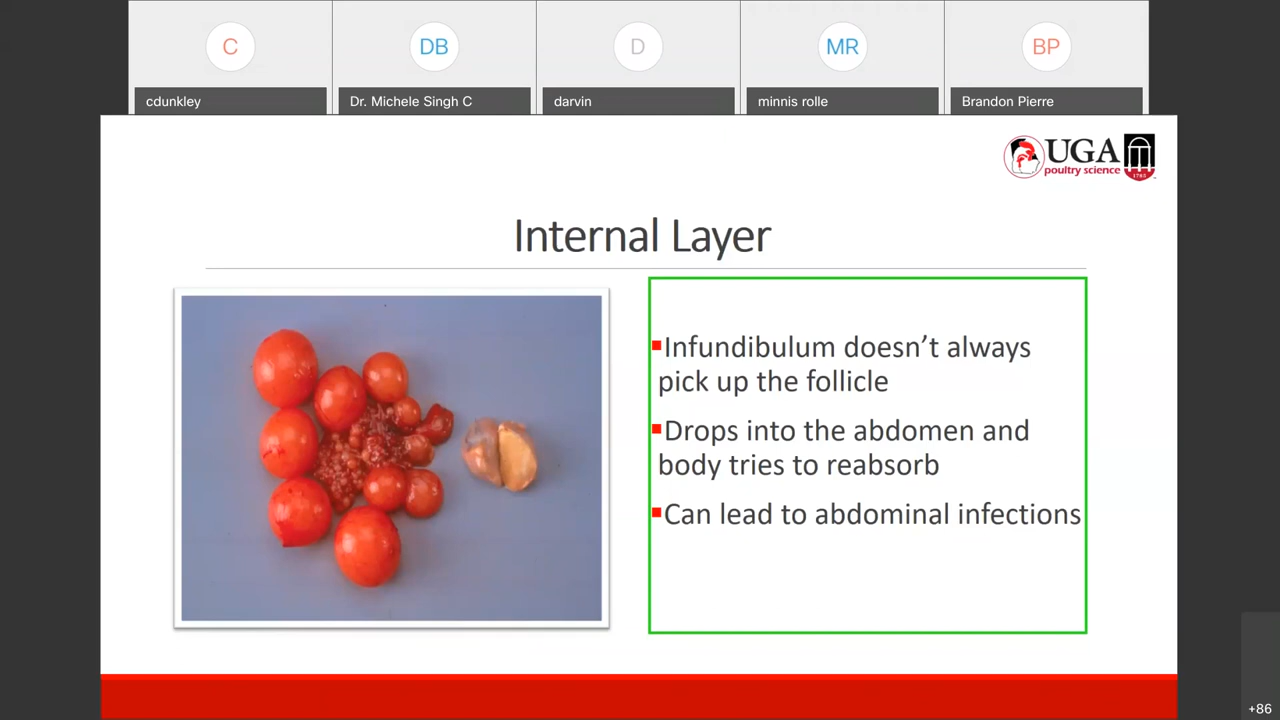 C
DB
D
MR
BP
cdunkley
Dr. Michele Singh C
darvin
minnis rolle
Brandon Pierre
UGA
poultry science
1785
Internal Layer
▪Infundibulum doesn't always
pick up the follicle
▪Drops into the abdomen and
body tries to reabsorb
▪Can lead to abdominal infections
+86